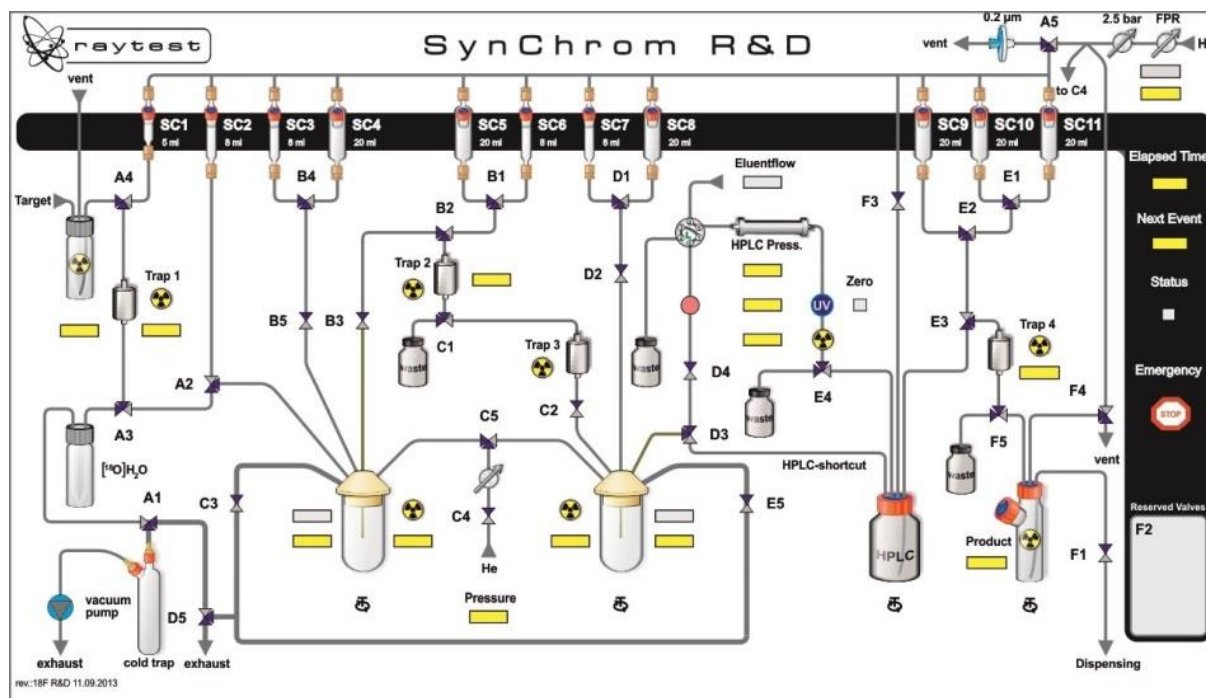 raytest
SynChrom R&D
0.2 µm
A5
2.5 bar
FPR
vent
H
to C4
vent
SC1
5 ml
SC2
8 ml
SC3
8 ml
SC4
20 ml
SC5
20 ml
SC6
8 ml
SC7
8 ml
SC8
20 ml
SC9
20 ml
SC10
20 ml
SC11
20 ml
Elapsed Time
Next Event
Status
Emergency
STOP
Reserved Valves
F2
A4
Target
B4
B1
D1
Eluentflow
F3
E1
E2
B2
HPLC Press.
Trap 1
Trap 2
D2
Zero
UV
B5
B3
C1
Trap 3
E3
Trap 4
waste
waste
A2
D4
waste
E4
F4
A3
C2
C5
D3
F5
vent
HPLC-shortcut
waste
[¹⁸O]H₂O
A1
C3
C4
E5
He
HPLC
Product
F1
Pressure
vacuum
pump
D5
exhaust
cold trap
exhaust
Dispensing
rev.:18F R&D 11.09.2013